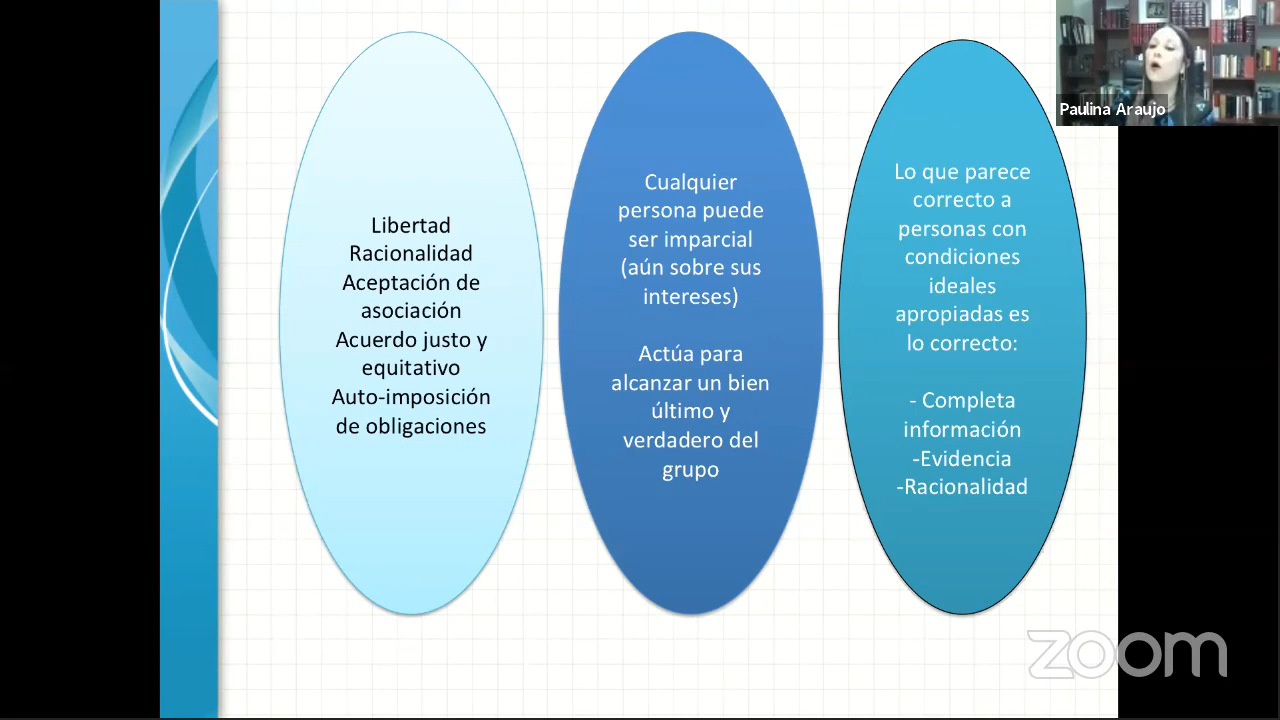 Libertad
Racionalidad
Aceptación de
asociación
Acuerdo justo y
equitativo
Auto-imposición
de obligaciones
Cualquier
persona puede
ser imparcial
(aún sobre sus
intereses)
Actúa para
alcanzar un bien
último y
verdadero del
grupo
Lo que parece
correcto a
personas con
condiciones
ideales
apropiadas es
lo correcto:
- Completa
información
-Evidencia
-Racionalidad
Paulina Araujo
zoom